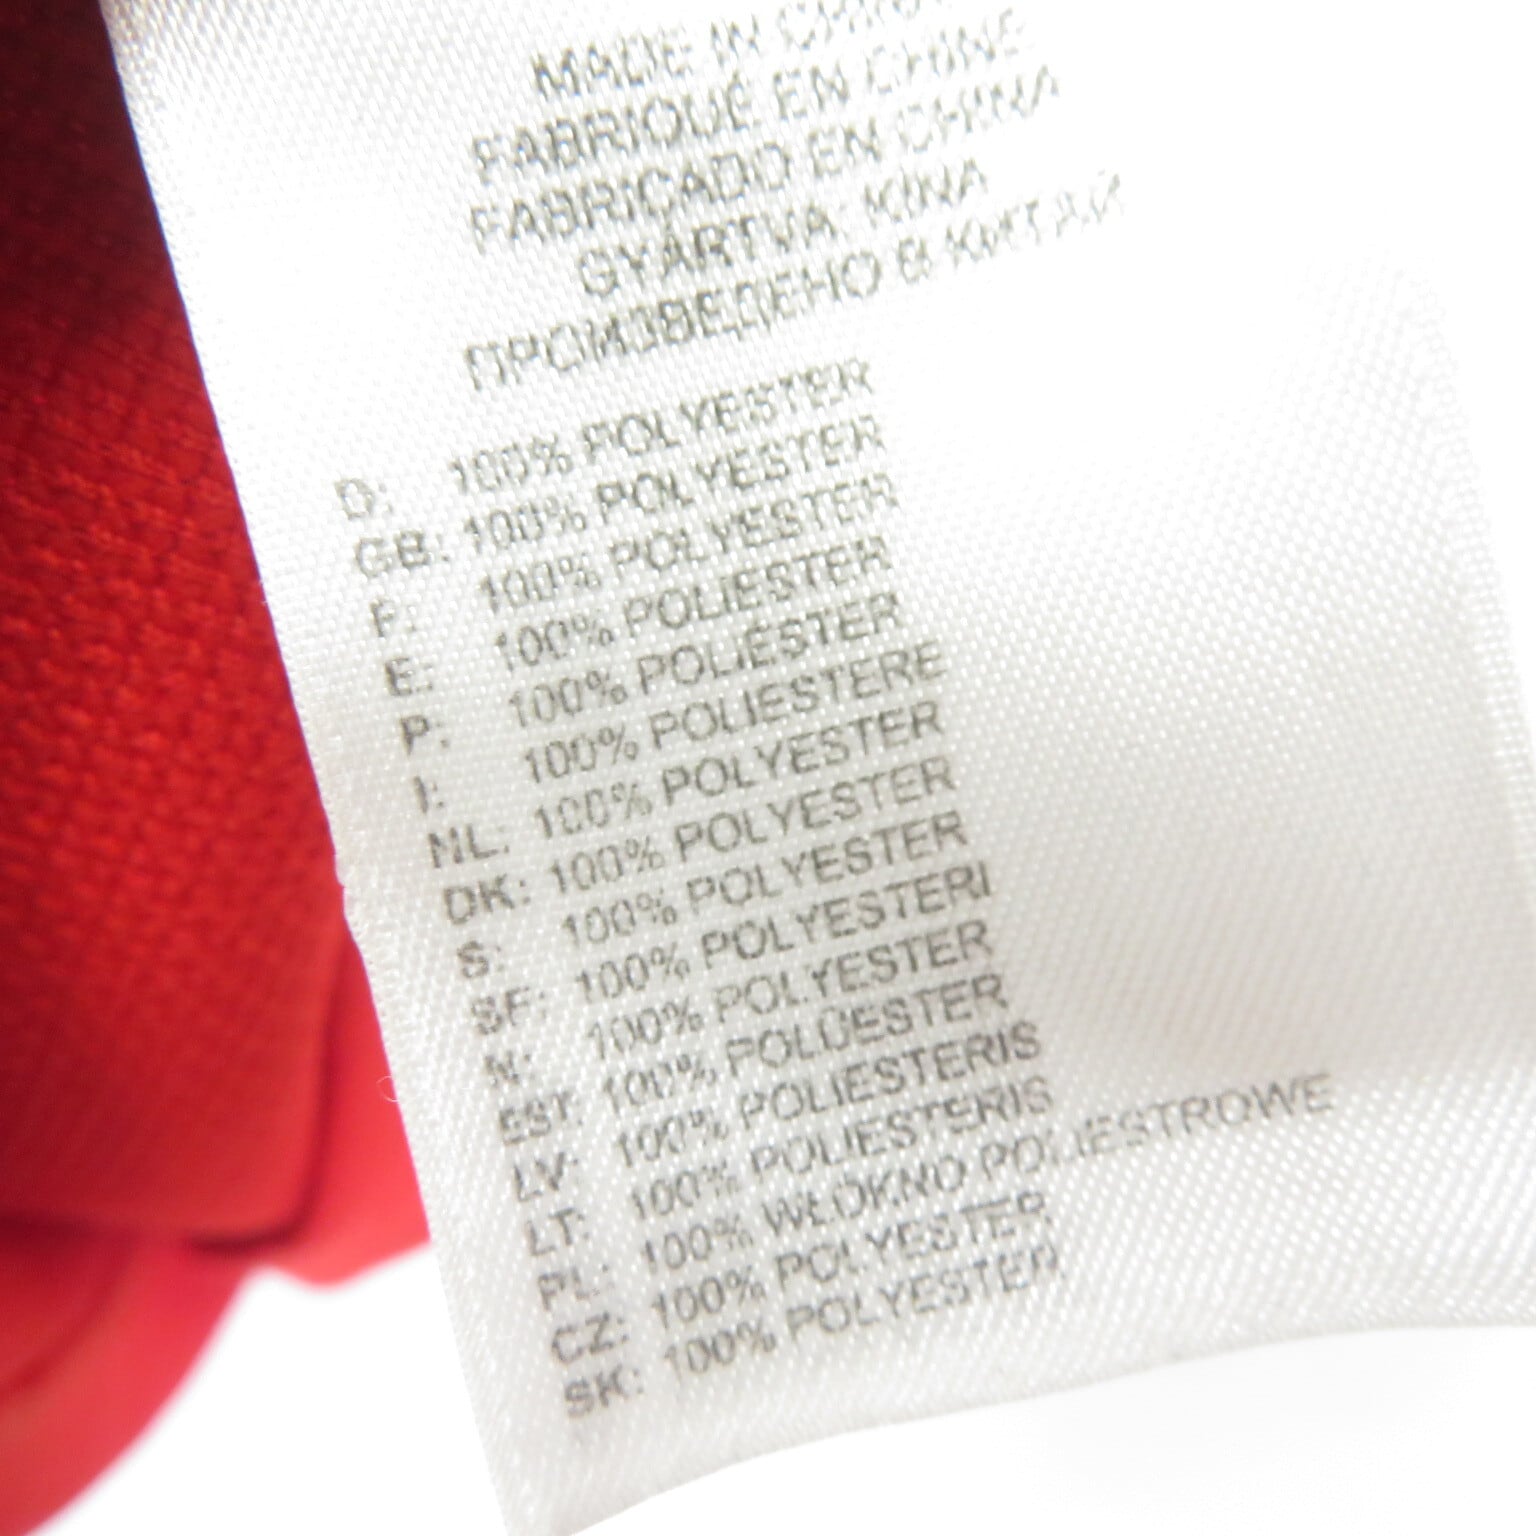 MADE IN CHINA
FABRIQUÉ EN CHINE
FABRICADO EN CHINA
GYÁRTVA: KÍNA
ПРОИЗВЕДЕНО В КИТАЙ
D: 100% POLYESTER
GB: 100% POLYESTER
F: 100% POLYESTER
E: 100% POLIESTER
P: 100% POLIÉSTER
I: 100% POLIESTERE
NL: 100% POLYESTER
DK: 100% POLYESTER
S: 100% POLYESTER
SF: 100% POLYESTERI
N: 100% POLYESTER
EST: 100% POLÜESTER
LV: 100% POLIESTERIS
LT: 100% POLIESTERIS
PL: 100% WŁÓKNO POLIESTROWE
CZ: 100% POLYESTER
SK: 100% POLYESTER